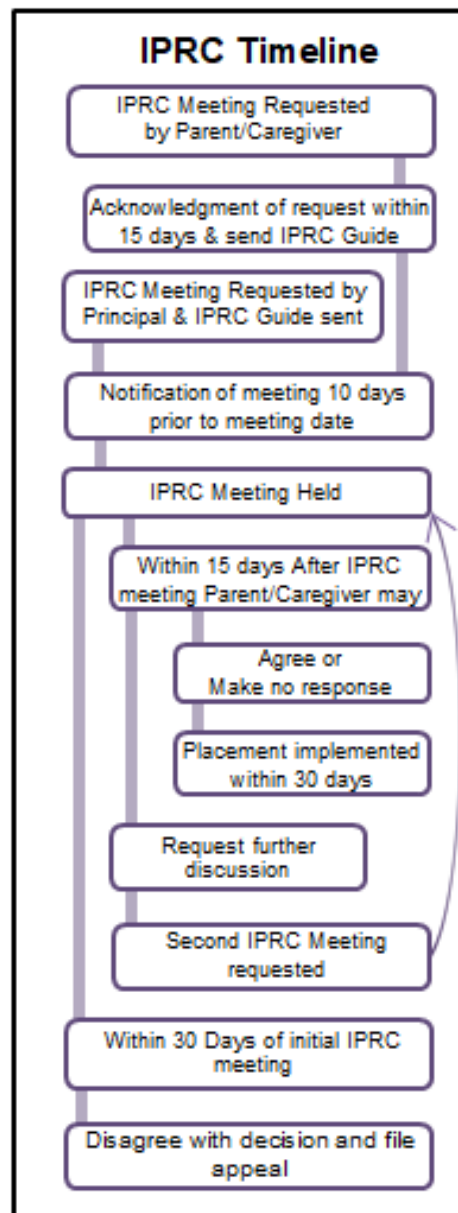 IPRC Timeline
IPRC Meeting Requested
by Parent/Caregiver
Acknowledgment of request within
15 days & send IPRC Guide
IPRC Meeting Requested by
Principal & IPRC Guide sent
Notification of meeting 10 days
prior to meeting date
IPRC Meeting Held
Within 15 days After IPRC
meeting Parent/Caregiver may
Agree or
Make no response
Placement implemented
within 30 days
Request further
discussion
Second IPRC Meeting
requested
Within 30 Days of initial IPRC
meeting
Disagree with decision and file
appeal